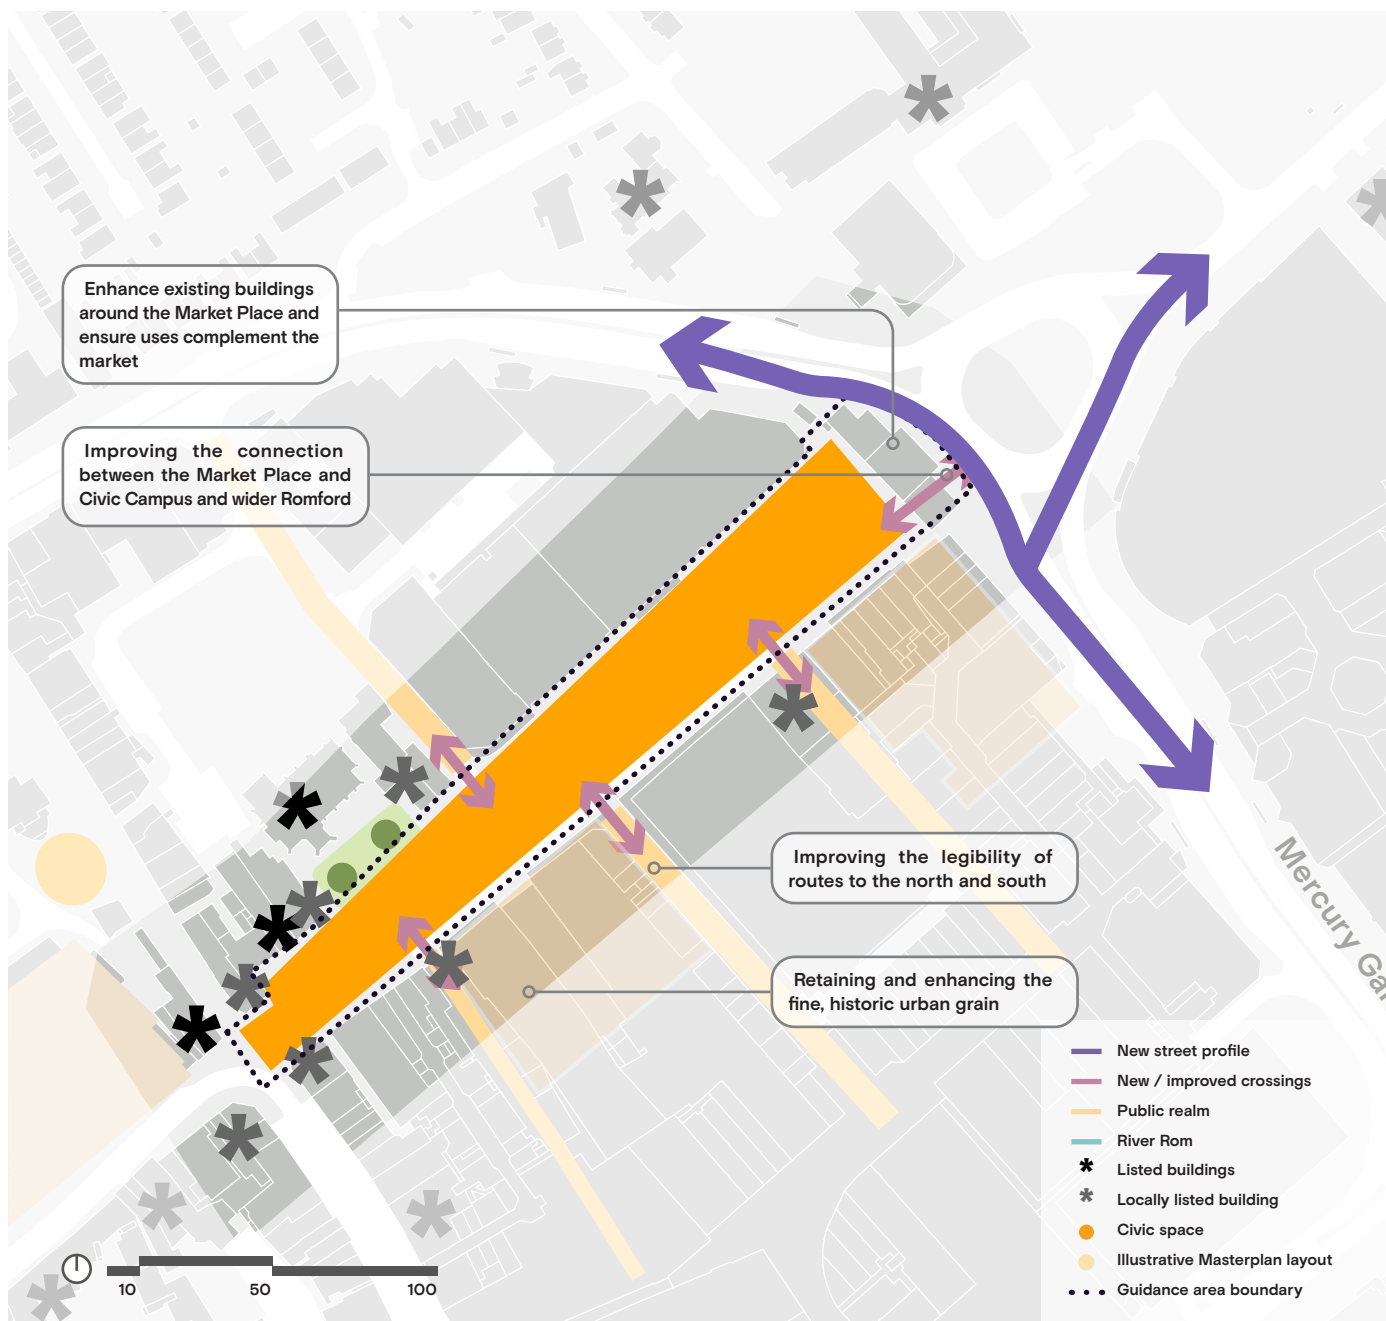 Enhance existing buildings
around the Market Place and
ensure uses complement the
market
Improving the connection
between the Market Place and
Civic Campus and wider Romford
Improving the legibility of
routes to the north and south
Retaining and enhancing the
fine, historic urban grain
Mercury Gar
New street profile
New / improved crossings
Public realm
River Rom
Listed buildings
Locally listed building
Civic space
Illustrative Masterplan layout
Guidance area boundary
10 50 100